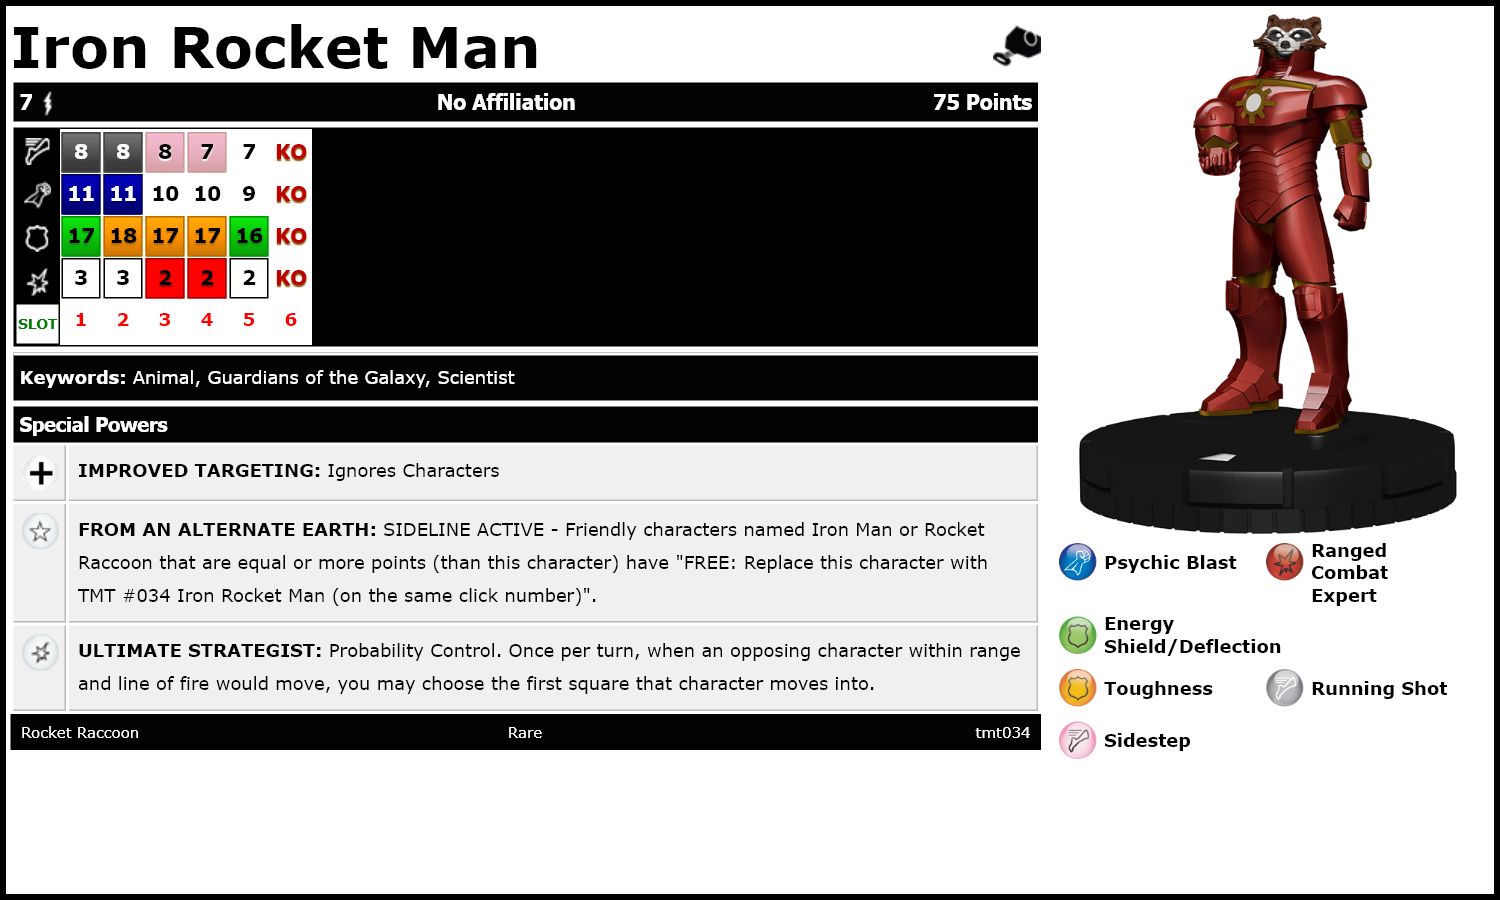 Iron Rocket Man
7 No Affiliation 75 Points
8 8 8 7 7 KO
11 11 10 10 9 KO
17 18 17 17 16 KO
3 3 2 2 2 KO
SLOT 1 2 3 4 5 6
Keywords: Animal, Guardians of the Galaxy, Scientist
Special Powers
IMPROVED TARGETING: Ignores Characters
FROM AN ALTERNATE EARTH: SIDELINE ACTIVE - Friendly characters named Iron Man or Rocket
Raccoon that are equal or more points (than this character) have "FREE: Replace this character with
TMT #034 Iron Rocket Man (on the same click number)".
ULTIMATE STRATEGIST: Probability Control. Once per turn, when an opposing character within range
and line of fire would move, you may choose the first square that character moves into.
Rocket Raccoon Rare tmt034
Psychic Blast
Ranged
Combat
Expert
Energy
Shield/Deflection
Toughness
Running Shot
Sidestep